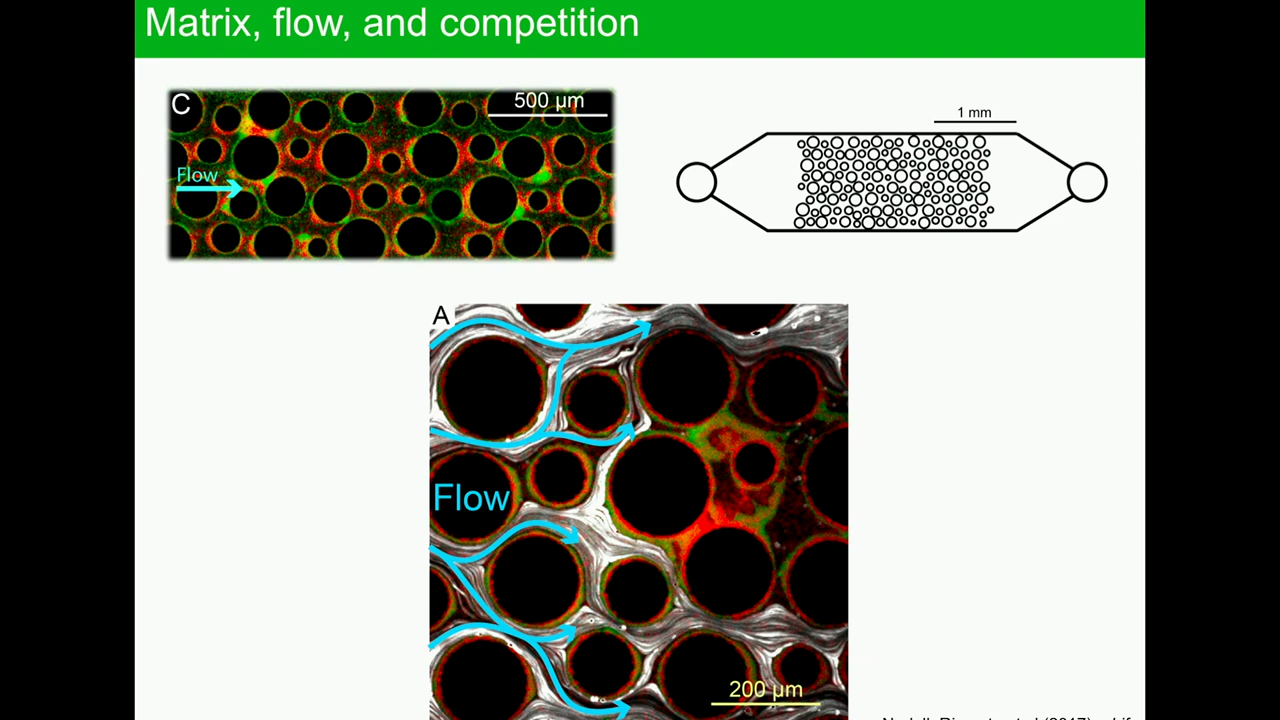 Matrix, flow, and competition
C
500 µm
Flow
1 mm
A
Flow
200 µm